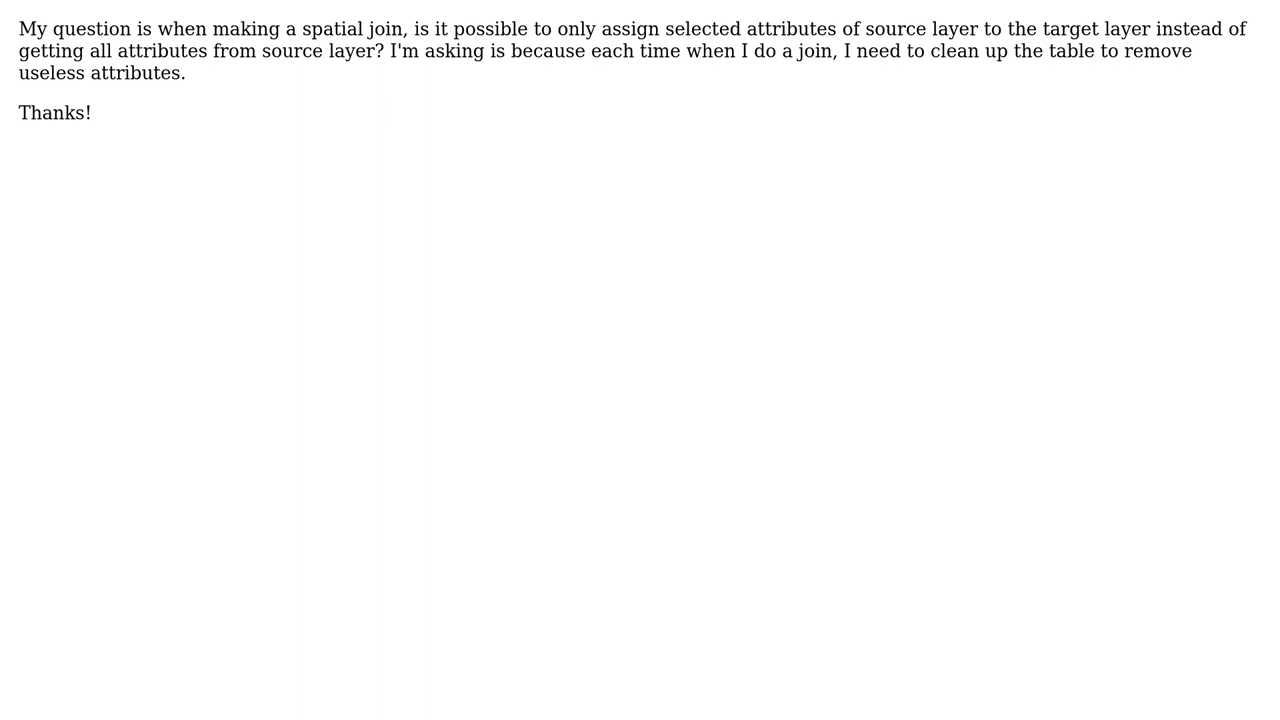 My question is when making a spatial join, is it possible to only assign selected attributes of source layer to the target layer instead of
getting all attributes from source layer? I'm asking is because each time when I do a join, I need to clean up the table to remove
useless attributes.
Thanks!